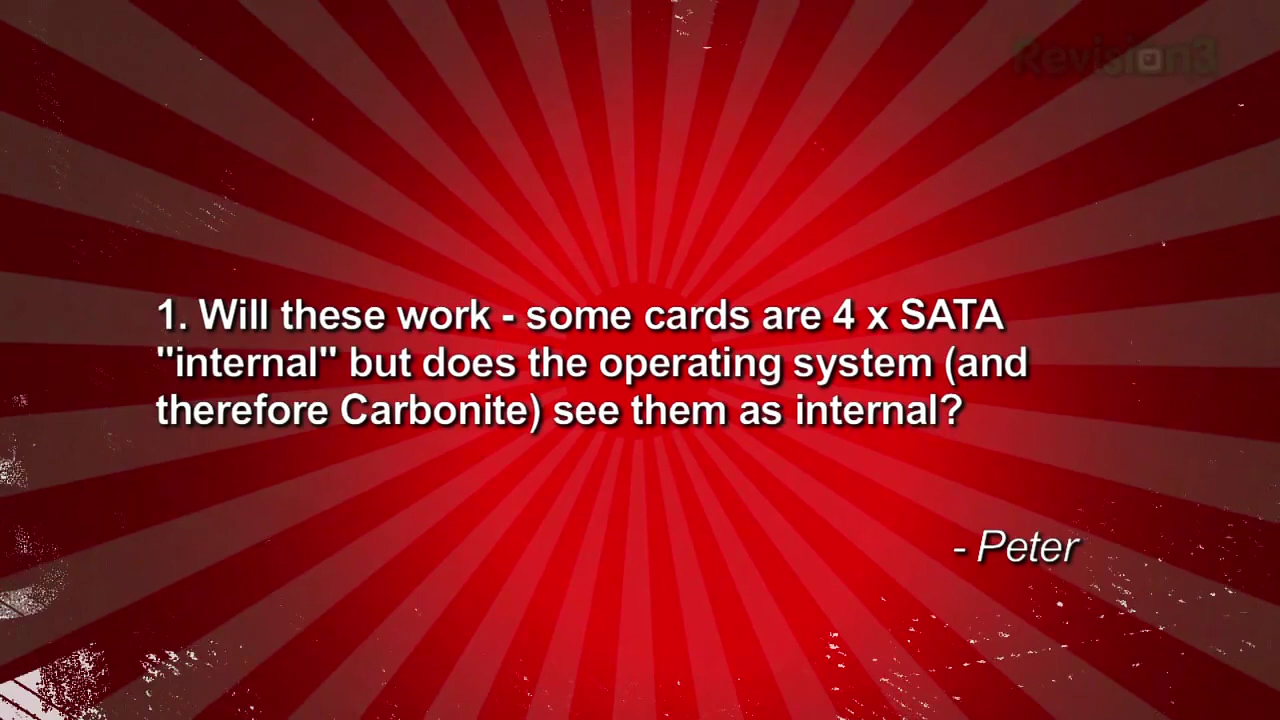 Revision3
1. Will these work - some cards are 4 x SATA
"internal" but does the operating system (and
therefore Carbonite) see them as internal?
- Peter